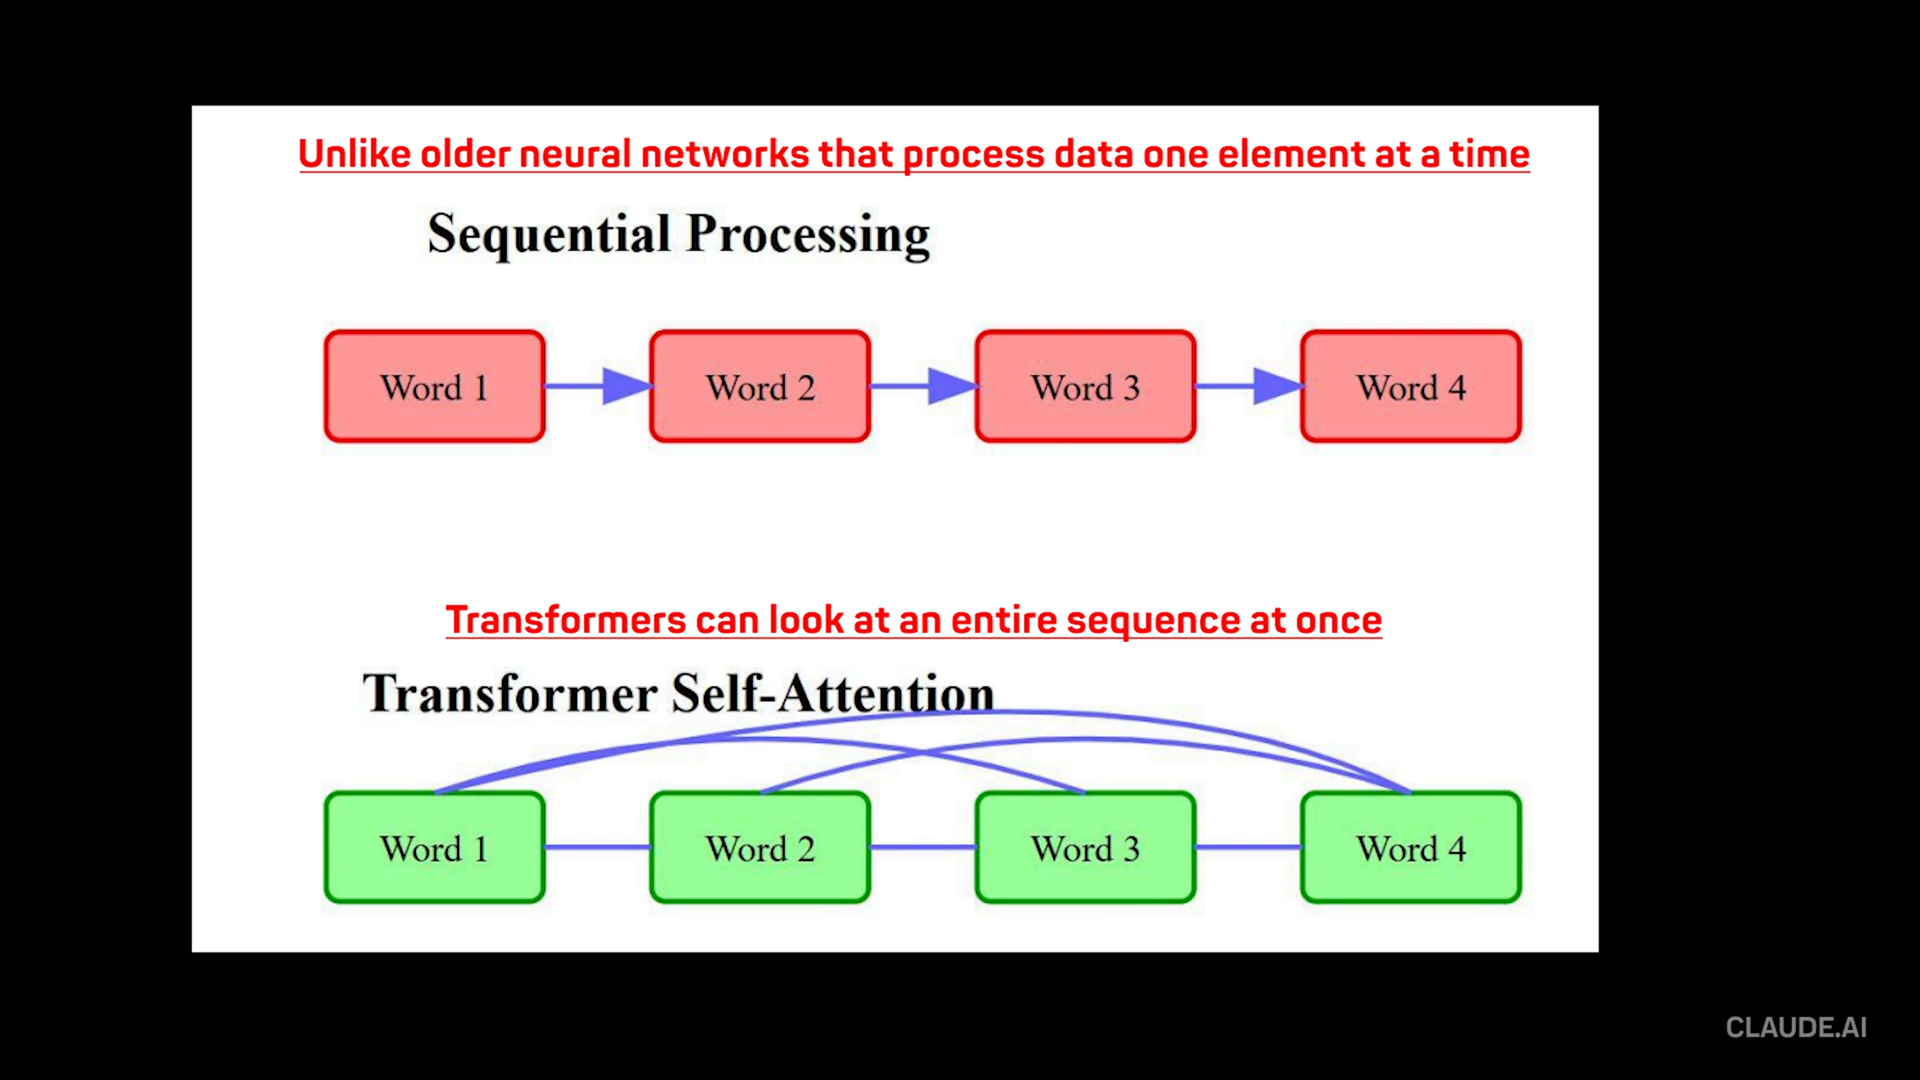 Unlike older neural networks that process data one element at a time
Sequential Processing
Word 1 Word 2 Word 3 Word 4
Transformers can look at an entire sequence at once
Transformer Self-Attention
Word 1 Word 2 Word 3 Word 4
CLAUDE.AI